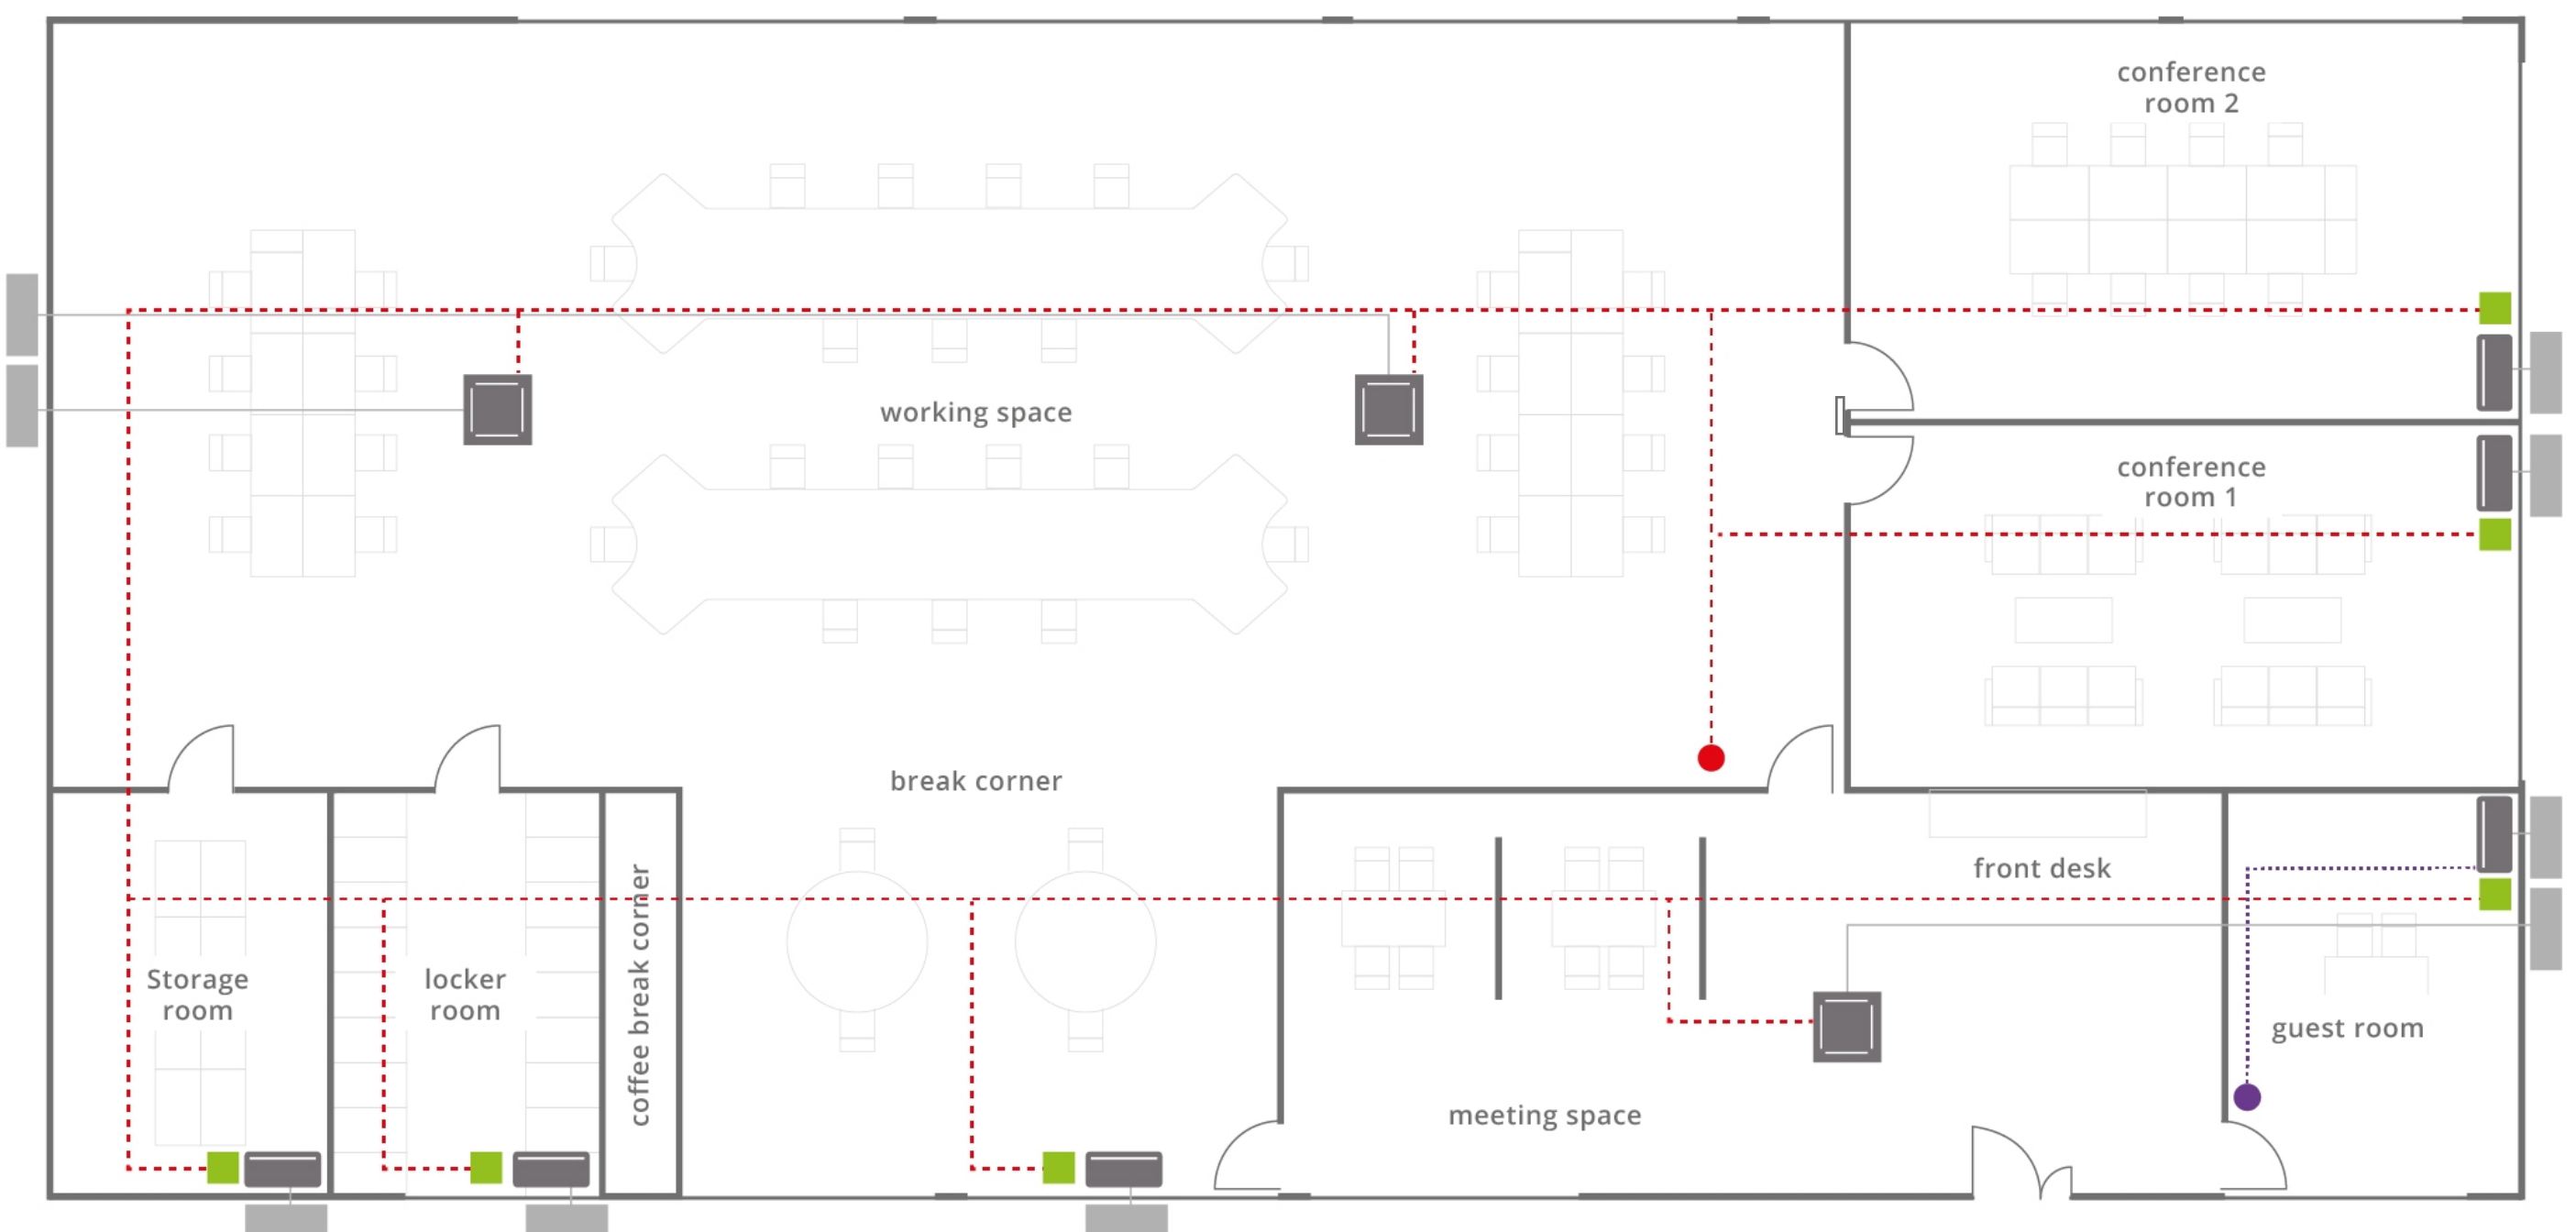 conference
room 2
working space
conference
room 1
break corner
front desk
Storage
room
locker
room
coffee break corner
guest room
meeting space